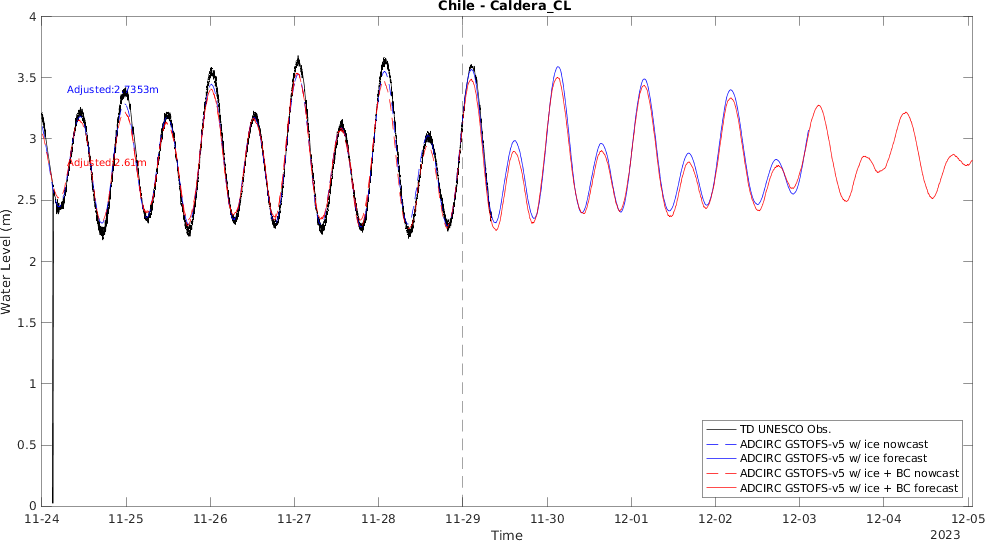 Chile - Caldera_CL
4
3.5
3
2.5
2
1.5
1
0.5
0
Water Level (m)
Adjusted:2.7353m
Adjusted:2.61m
TD UNESCO Obs.
ADCIRC GSTOFS-v5 w/ ice nowcast
ADCIRC GSTOFS-v5 w/ ice forecast
ADCIRC GSTOFS-v5 w/ ice + BC nowcast
ADCIRC GSTOFS-v5 w/ ice + BC forecast
11-24 11-25 11-26 11-27 11-28 11-29 11-30 12-01 12-02 12-03 12-04 12-05
Time
2023